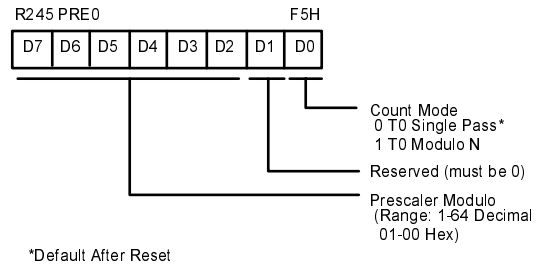 R245 PRE0 F5H
D7 D6 D5 D4 D3 D2 D1 D0
Count Mode
0 T0 Single Pass*
1 T0 Modulo N
Reserved (must be 0)
Prescaler Modulo
(Range: 1-64 Decimal
01-00 Hex)
*Default After Reset